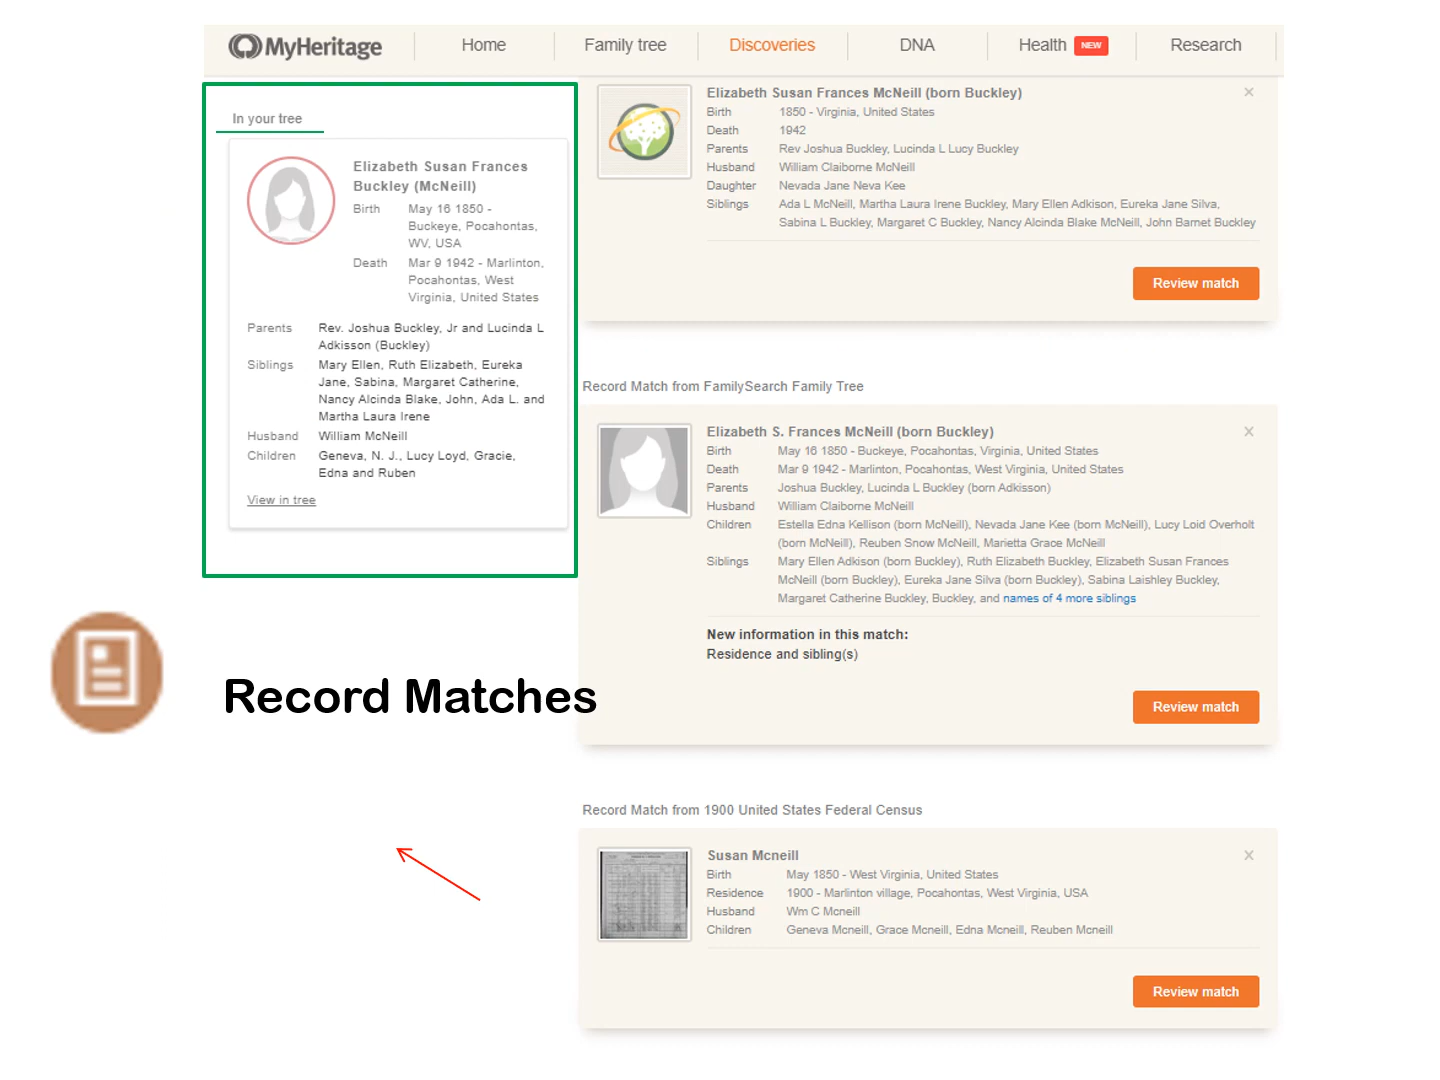 MyHeritage
Home
Family tree
Discoveries
DNA
Health NEW
Research
In your tree
Elizabeth Susan Frances
Buckley (McNeill)
Birth May 16 1850 -
Buckeye, Pocahontas,
WV, USA
Death Mar 9 1942 - Marlinton,
Pocahontas, West
Virginia, United States
Parents Rev. Joshua Buckley, Jr and Lucinda L
Adkisson (Buckley)
Siblings Mary Ellen, Ruth Elizabeth, Eureka
Jane, Sabina, Margaret Catherine,
Nancy Alcinda Blake, John, Ada L. and
Martha Laura Irene
Husband William McNeill
Children Geneva, N. J., Lucy Loyd, Gracie,
Edna and Ruben
View in tree
Record Matches
Elizabeth Susan Frances McNeill (born Buckley)
Birth 1850 - Virginia, United States
Death 1942
Parents Rev Joshua Buckley, Lucinda L Lucy Buckley
Husband William Claiborne McNeill
Daughter Nevada Jane Neva Kee
Siblings Ada L McNeill, Martha Laura Irene Buckley, Mary Ellen Adkison, Eureka Jane Silva,
Sabina L Buckley, Margaret C Buckley, Nancy Alcinda Blake McNeill, John Barnet Buckley
Review match
Record Match from FamilySearch Family Tree
Elizabeth S. Frances McNeill (born Buckley)
Birth May 16 1850 - Buckeye, Pocahontas, Virginia, United States
Death Mar 9 1942 - Marlinton, Pocahontas, West Virginia, United States
Parents Joshua Buckley, Lucinda L Buckley (born Adkisson)
Husband William Claiborne McNeill
Children Estella Edna Kellison (born McNeill), Nevada Jane Kee (born McNeill), Lucy Loid Overholt
(born McNeill), Reuben Snow McNeill, Marietta Grace McNeill
Siblings Mary Ellen Adkison (born Buckley), Ruth Elizabeth Buckley, Elizabeth Susan Frances
McNeill (born Buckley), Eureka Jane Silva (born Buckley), Sabina Laishley Buckley,
Margaret Catherine Buckley, Buckley, and names of 4 more siblings
New information in this match:
Residence and sibling(s)
Review match
Record Match from 1900 United States Federal Census
Susan Mcneill
Birth May 1850 - West Virginia, United States
Residence 1900 - Marlinton village, Pocahontas, West Virginia, USA
Husband Wm C Mcneill
Children Geneva Mcneill, Grace Mcneill, Edna Mcneill, Reuben Mcneill
Review match